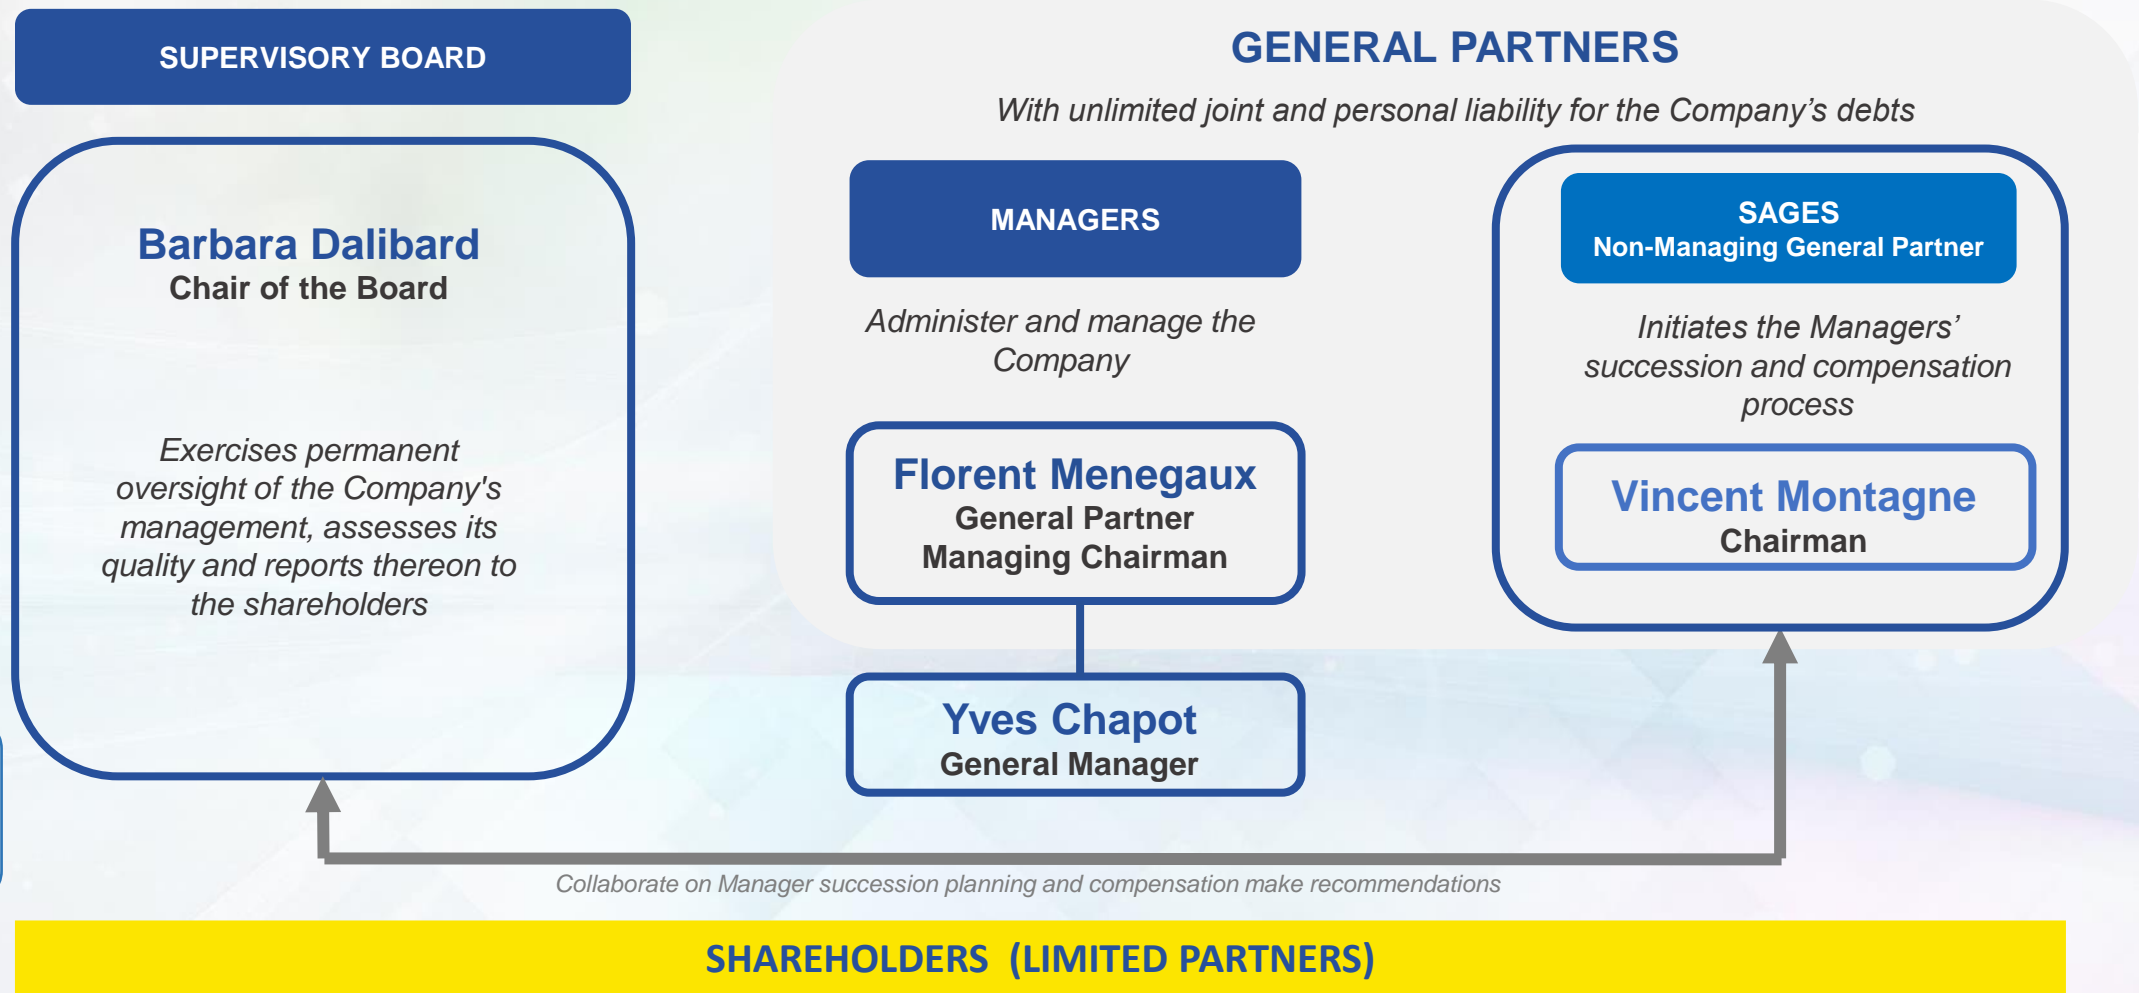 SUPERVISORY BOARD
Barbara Dalibard
Chair of the Board
Exercises permanent
oversight of the Company's
management, assesses its
quality and reports thereon to
the shareholders
GENERAL PARTNERS
With unlimited joint and personal liability for the Company’s debts
MANAGERS
Administer and manage the
Company
Florent Menegaux
General Partner
Managing Chairman
Yves Chapot
General Manager
SAGES
Non-Managing General Partner
Initiates the Managers’
succession and compensation
process
Vincent Montagne
Chairman
Collaborate on Manager succession planning and compensation make recommendations
SHAREHOLDERS (LIMITED PARTNERS)